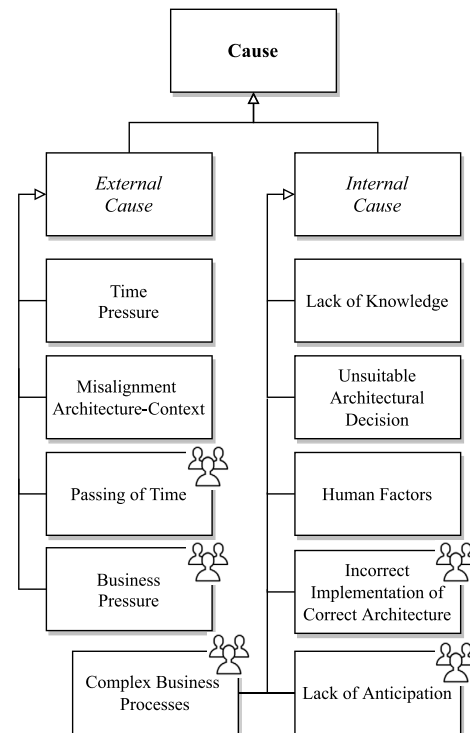 Cause
External
Cause
Internal
Cause
Time
Pressure
Lack of Knowledge
Misalignment
Architecture-Context
Unsuitable
Architectural
Decision
Passing of Time
Human Factors
Business
Pressure
Incorrect
Implementation of
Correct Architecture
Complex Business
Processes
Lack of Anticipation